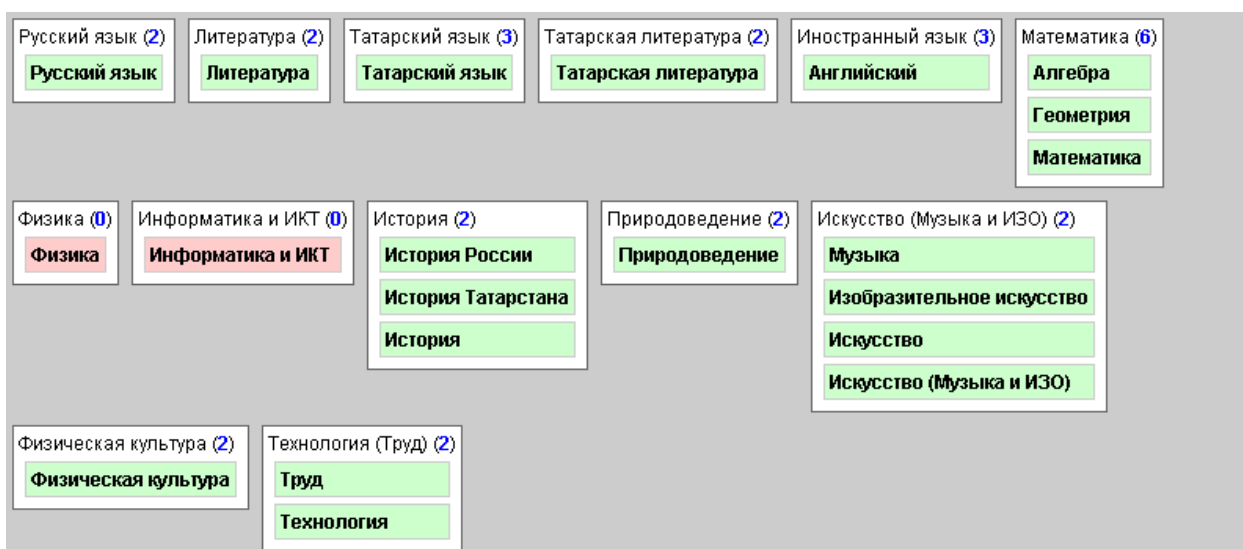 Русский язык (2)
Русский язык
Литература (2)
Литература
Татарский язык (3)
Татарский язык
Татарская литература (2)
Татарская литература
Иностранный язык (3)
Английский
Математика (6)
Алгебра
Геометрия
Математика
Физика (0)
Физика
Информатика и ИКТ (0)
Информатика и ИКТ
История (2)
История России
История Татарстана
История
Природоведение (2)
Природоведение
Искусство (Музыка и ИЗО) (2)
Музыка
Изобразительное искусство
Искусство
Искусство (Музыка и ИЗО)
Физическая культура (2)
Физическая культура
Технология (Труд) (2)
Труд
Технология